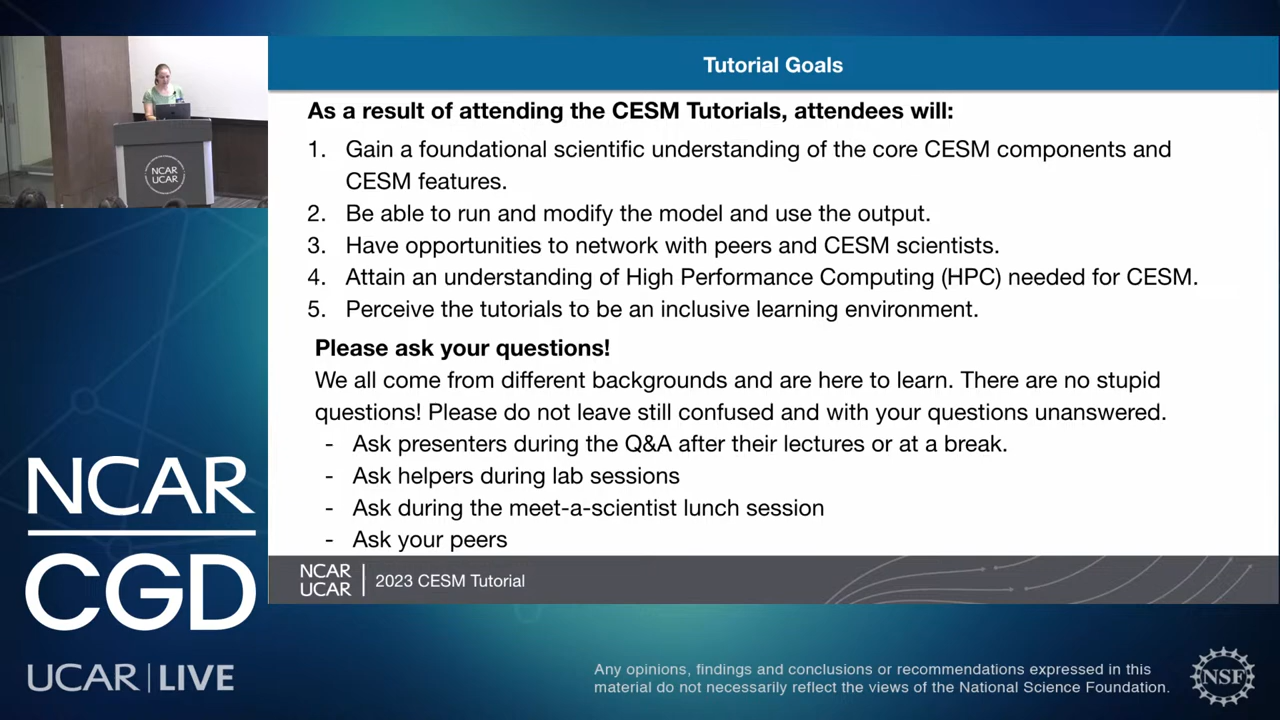 Tutorial Goals
As a result of attending the CESM Tutorials, attendees will:
1. Gain a foundational scientific understanding of the core CESM components and
CESM features.
2. Be able to run and modify the model and use the output.
3. Have opportunities to network with peers and CESM scientists.
4. Attain an understanding of High Performance Computing (HPC) needed for CESM.
5. Perceive the tutorials to be an inclusive learning environment.
Please ask your questions!
We all come from different backgrounds and are here to learn. There are no stupid
questions! Please do not leave still confused and with your questions unanswered.
- Ask presenters during the Q&A after their lectures or at a break.
- Ask helpers during lab sessions
- Ask during the meet-a-scientist lunch session
- Ask your peers
NCAR
UCAR
2023 CESM Tutorial
NCAR
UCAR
NCAR
CGD
UCAR | LIVE
Any opinions, findings and conclusions or recommendations expressed in this
material do not necessarily reflect the views of the National Science Foundation.
NSF